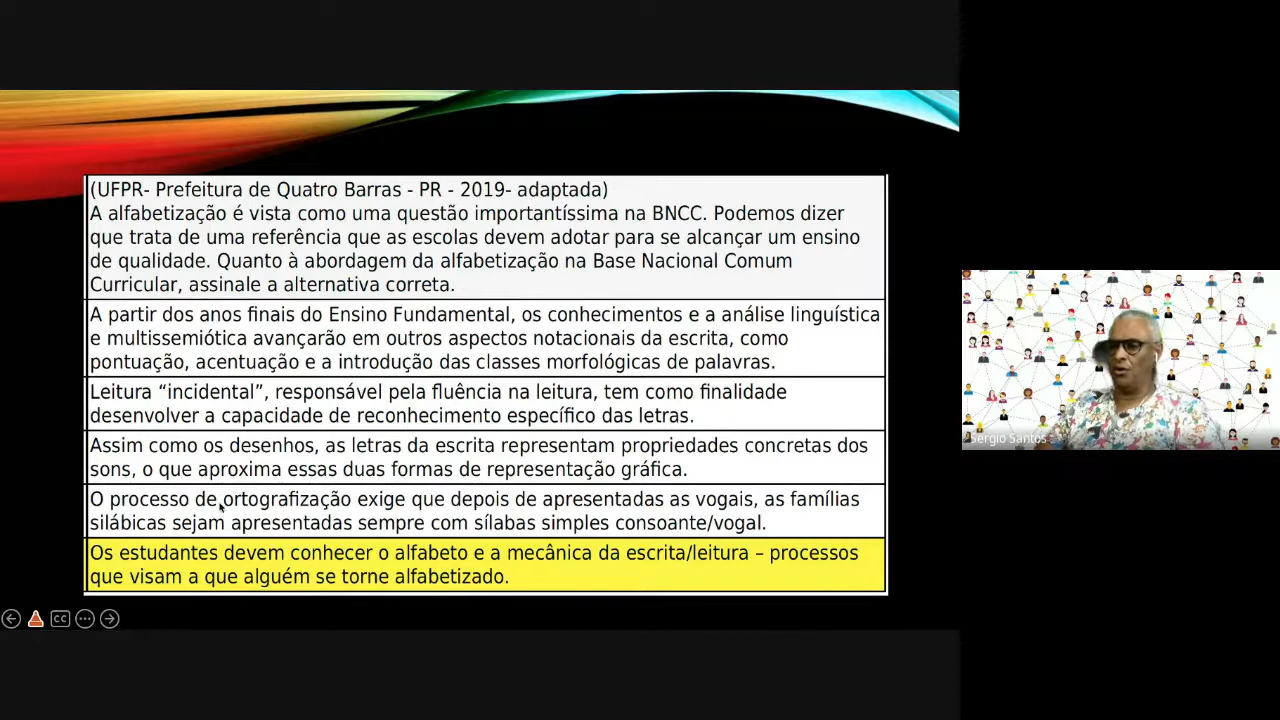 (UFPR- Prefeitura de Quatro Barras - PR - 2019- adaptada)
A alfabetização é vista como uma questão importantíssima na BNCC. Podemos dizer
que trata de uma referência que as escolas devem adotar para se alcançar um ensino
de qualidade. Quanto à abordagem da alfabetização na Base Nacional Comum
Curricular, assinale a alternativa correta.
A partir dos anos finais do Ensino Fundamental, os conhecimentos e a análise linguística
e multissemiótica avançarão em outros aspectos notacionais da escrita, como
pontuação, acentuação e a introdução das classes morfológicas de palavras.
Leitura “incidental”, responsável pela fluência na leitura, tem como finalidade
desenvolver a capacidade de reconhecimento específico das letras.
Assim como os desenhos, as letras da escrita representam propriedades concretas dos
sons, o que aproxima essas duas formas de representação gráfica.
O processo de ortografização exige que depois de apresentadas as vogais, as famílias
silábicas sejam apresentadas sempre com sílabas simples consoante/vogal.
Os estudantes devem conhecer o alfabeto e a mecânica da escrita/leitura – processos
que visam a que alguém se torne alfabetizado.
CC
Sérgio Santos